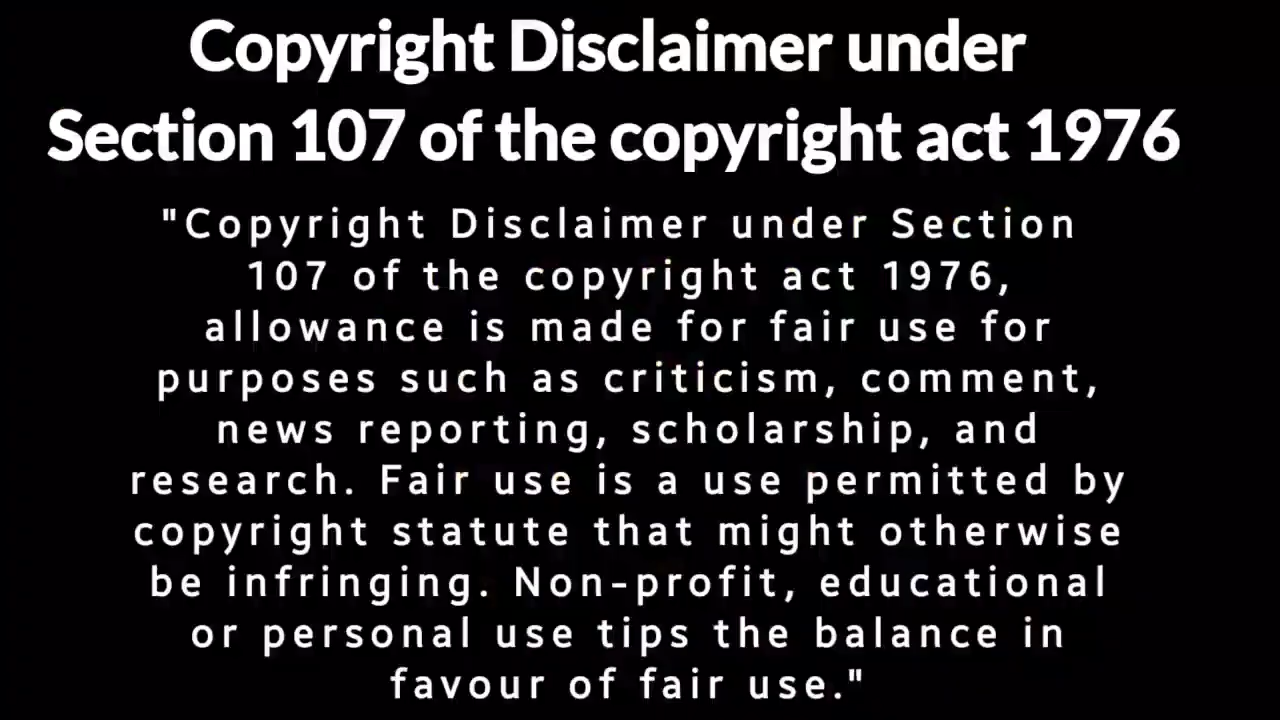 Copyright Disclaimer under
Section 107 of the copyright act 1976
"Copyright Disclaimer under Section
107 of the copyright act 1976,
allowance is made for fair use for
purposes such as criticism, comment,
news reporting, scholarship, and
research. Fair use is a use permitted by
copyright statute that might otherwise
be infringing. Non-profit, educational
or personal use tips the balance in
favour of fair use."